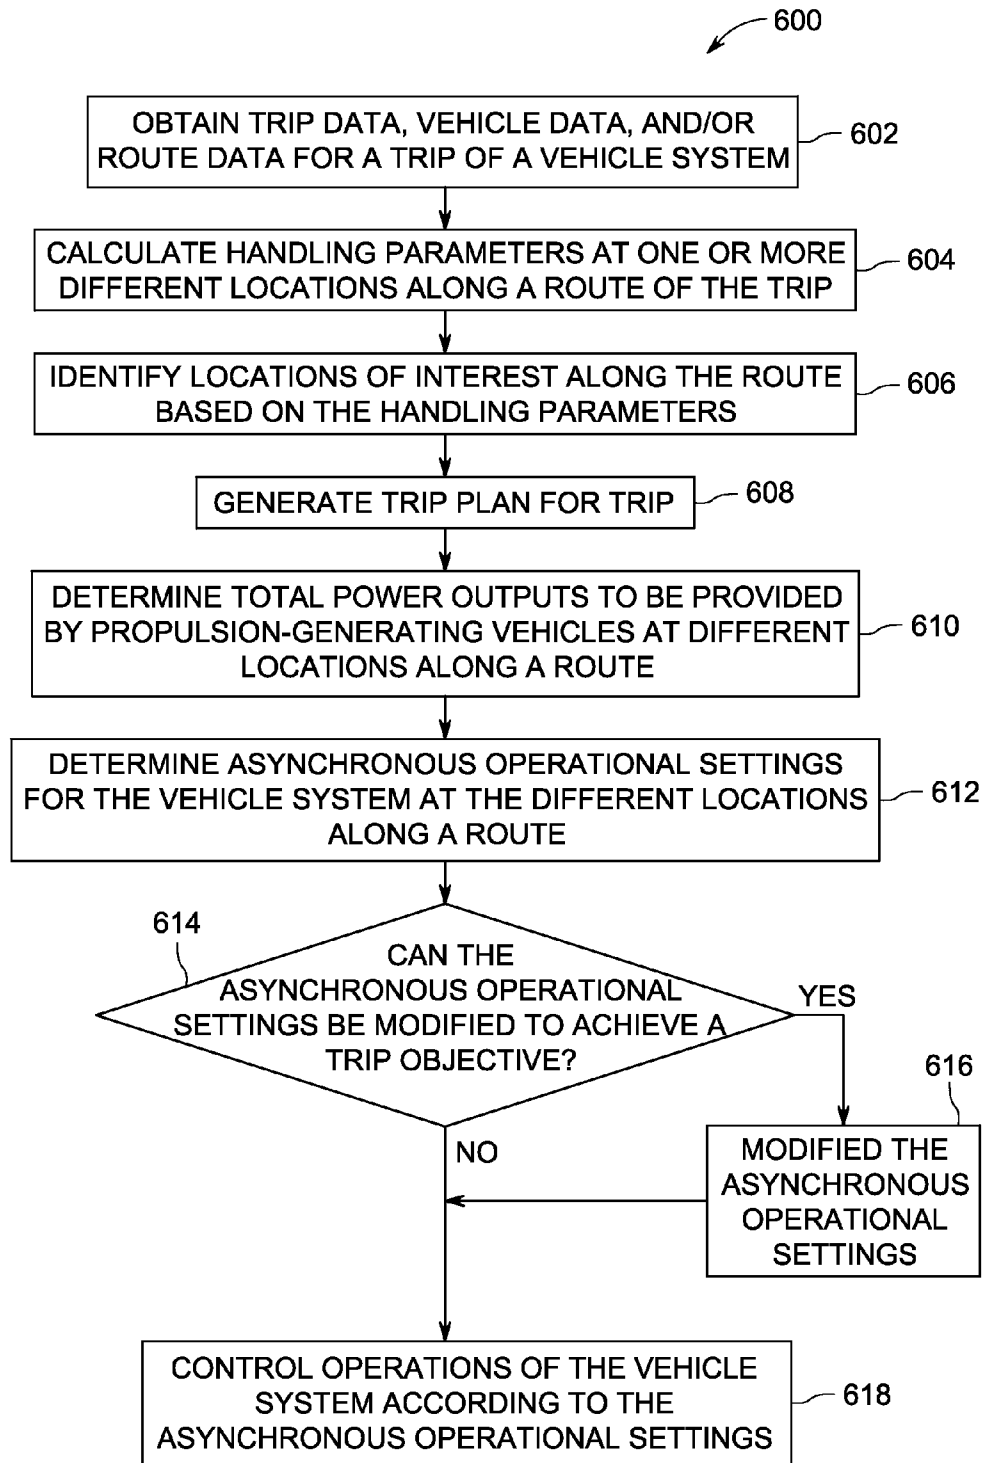 600
OBTAIN TRIP DATA, VEHICLE DATA, AND/OR
ROUTE DATA FOR A TRIP OF A VEHICLE SYSTEM
602
CALCULATE HANDLING PARAMETERS AT ONE OR MORE
DIFFERENT LOCATIONS ALONG A ROUTE OF THE TRIP
604
IDENTIFY LOCATIONS OF INTEREST ALONG THE ROUTE
BASED ON THE HANDLING PARAMETERS
606
GENERATE TRIP PLAN FOR TRIP
608
DETERMINE TOTAL POWER OUTPUTS TO BE PROVIDED
BY PROPULSION-GENERATING VEHICLES AT DIFFERENT
LOCATIONS ALONG A ROUTE
610
DETERMINE ASYNCHRONOUS OPERATIONAL SETTINGS
FOR THE VEHICLE SYSTEM AT THE DIFFERENT LOCATIONS
ALONG A ROUTE
612
614
CAN THE
ASYNCHRONOUS OPERATIONAL
SETTINGS BE MODIFIED TO ACHIEVE A
TRIP OBJECTIVE?
YES
616
NO
MODIFIED THE
ASYNCHRONOUS
OPERATIONAL
SETTINGS
CONTROL OPERATIONS OF THE VEHICLE
SYSTEM ACCORDING TO THE
ASYNCHRONOUS OPERATIONAL SETTINGS
618